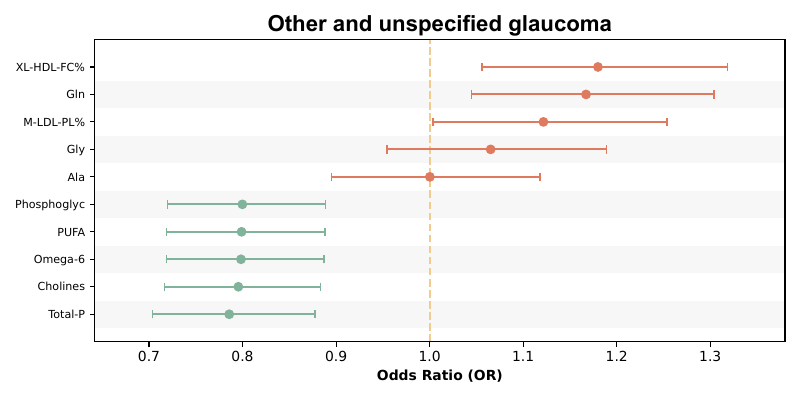 Other and unspecified glaucoma
XL-HDL-FC%
Gln
M-LDL-PL%
Gly
Ala
Phosphoglyc
PUFA
Omega-6
Cholines
Total-P
0.7 0.8 0.9 1.0 1.1 1.2 1.3
Odds Ratio (OR)